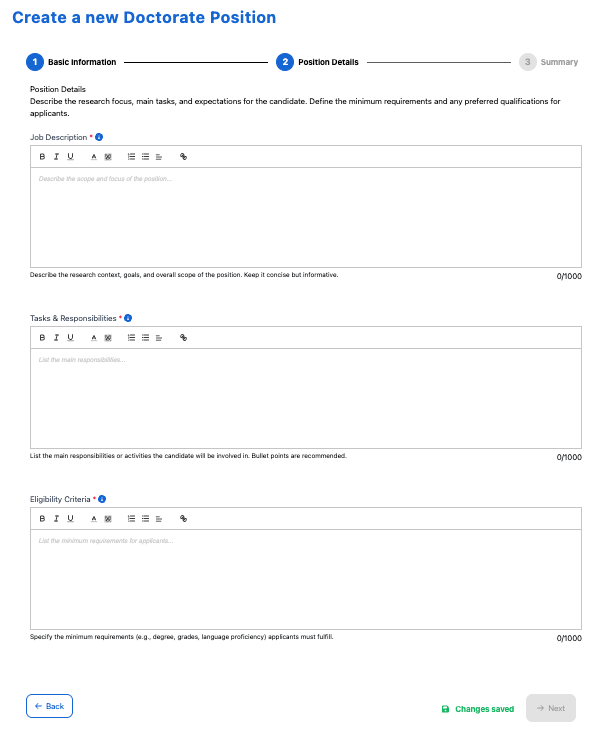 Create a new Doctorate Position
1 Basic Information 2 Position Details 3 Summary
Position Details
Describe the research focus, main tasks, and expectations for the candidate. Define the minimum requirements and any preferred qualifications for
applicants.
Job Description * i
B I U A A
Describe the scope and focus of the position...
Describe the research context, goals, and overall scope of the position. Keep it concise but informative. 0/1000
Tasks & Responsibilities * i
B I U A A
List the main responsibilities...
List the main responsibilities or activities the candidate will be involved in. Bullet points are recommended. 0/1000
Eligibility Criteria * i
B I U A A
List the minimum requirements for applicants...
Specify the minimum requirements (e.g., degree, grades, language proficiency) applicants must fulfill. 0/1000
← Back Changes saved → Next